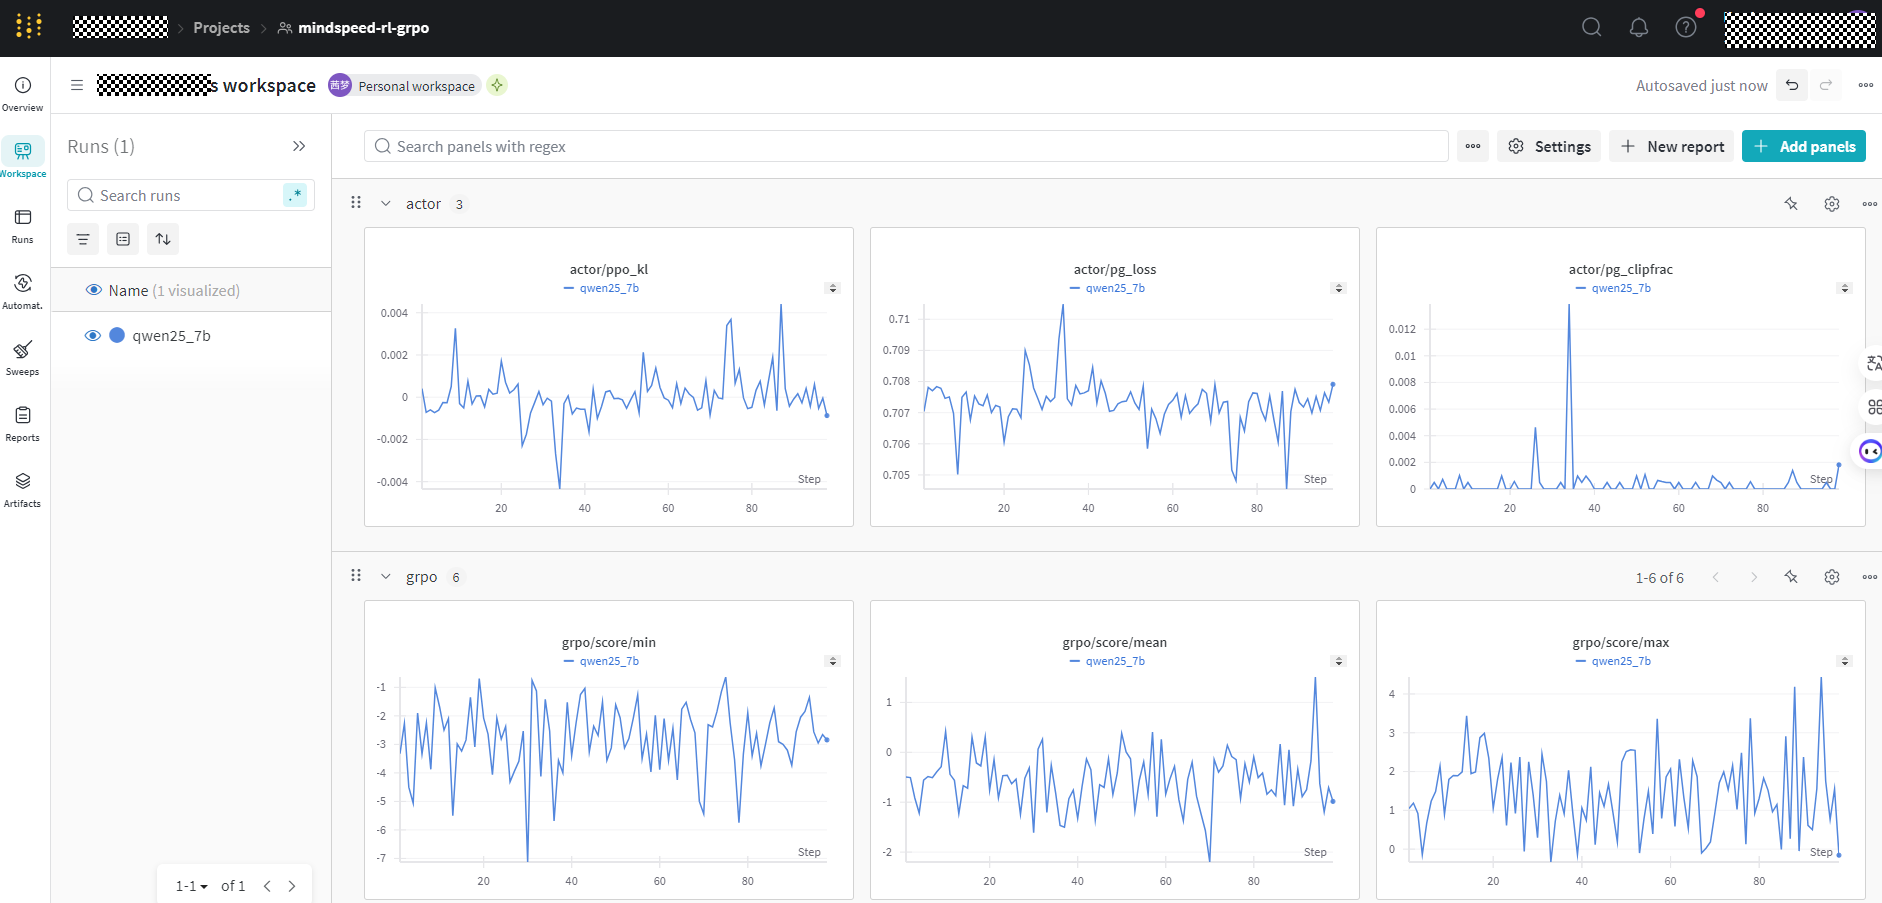 Projects
mindspeed-rl-grpo
s workspace
茜梦
Personal workspace
Autosaved just now
Overview
Workspace
Runs
Automat.
Sweeps
Reports
Artifacts
Runs (1)
Search runs
.*
Name (1 visualized)
qwen25_7b
1-1 of 1
Search panels with regex
Settings
New report
Add panels
actor 3
actor/ppo_kl
qwen25_7b
0.004
0.002
0
-0.002
-0.004
Step
20 40 60 80
actor/pg_loss
qwen25_7b
0.71
0.709
0.708
0.707
0.706
0.705
Step
20 40 60 80
actor/pg_clipfrac
qwen25_7b
0.012
0.01
0.008
0.006
0.004
0.002
0
Step
20 40 60 80
grpo 6
1-6 of 6
grpo/score/min
qwen25_7b
-1
-2
-3
-4
-5
-6
-7
Step
20 40 60 80
grpo/score/mean
qwen25_7b
1
0
-1
-2
Step
20 40 60 80
grpo/score/max
qwen25_7b
4
3
2
1
0
Step
20 40 60 80